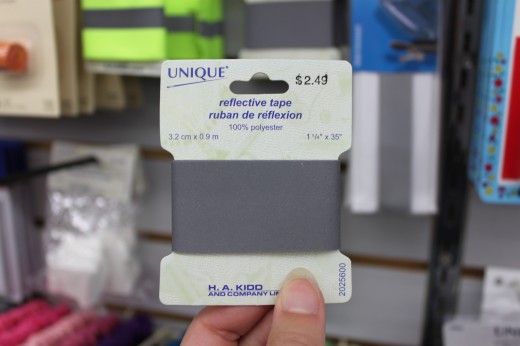 UNIQUE
$2.49
reflective tape
ruban de réflexion
100% polyester
3.2 cm x 0.9 m
1 ¼" x 35"
H. A. KIDD
AND COMPANY
2025600